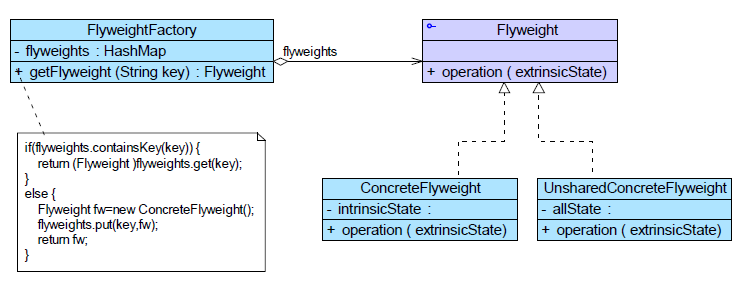 FlyweightFactory
- flyweights : HashMap
+ getFlyweight (String key) : Flyweight
flyweights
Flyweight
+ operation ( extrinsicState)
if(flyweights.containsKey(key)) {
return (Flyweight )flyweights.get(key);
}
else {
Flyweight fw=new ConcreteFlyweight();
flyweights.put(key,fw);
return fw;
}
ConcreteFlyweight
- intrinsicState :
+ operation ( extrinsicState)
UnsharedConcreteFlyweight
- allState :
+ operation ( extrinsicState)